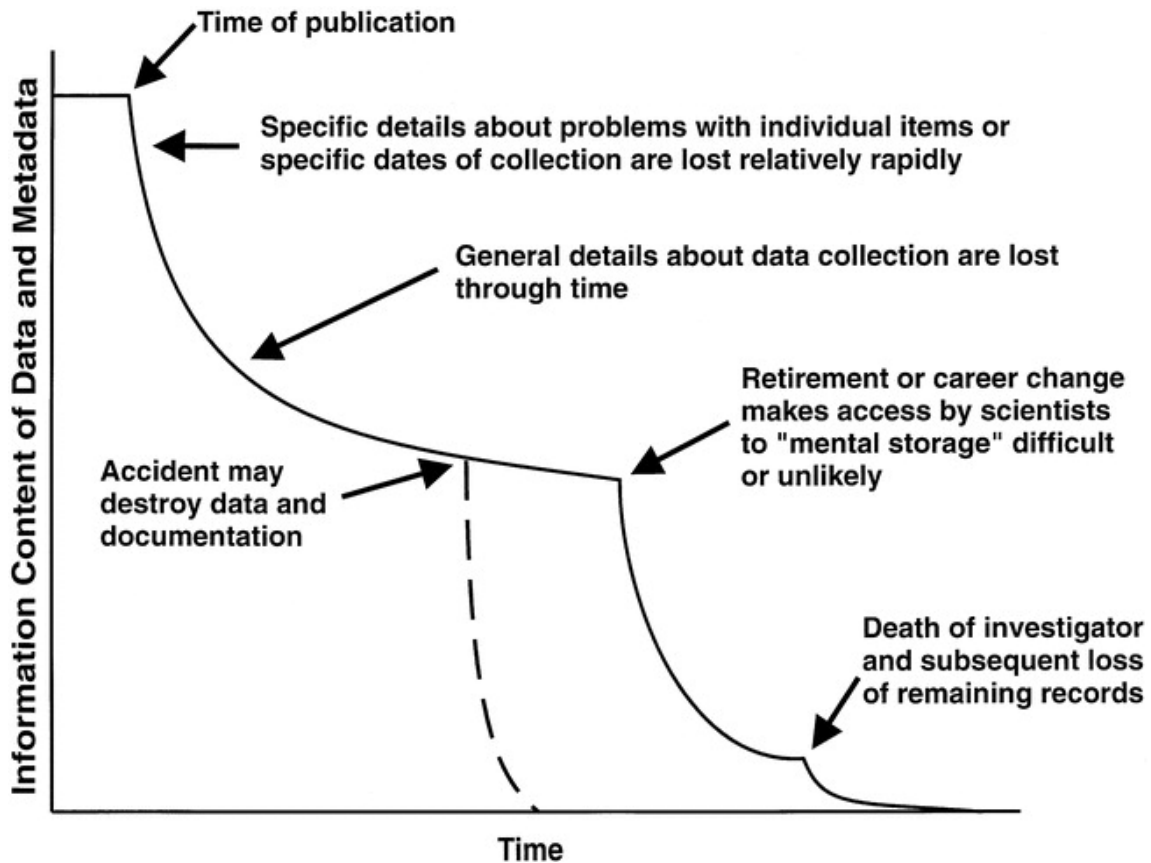 Time of publication
Specific details about problems with individual items or
specific dates of collection are lost relatively rapidly
General details about data collection are lost
through time
Retirement or career change
makes access by scientists
to "mental storage" difficult
or unlikely
Accident may
destroy data and
documentation
Death of investigator
and subsequent loss
of remaining records
Information Content of Data and Metadata
Time